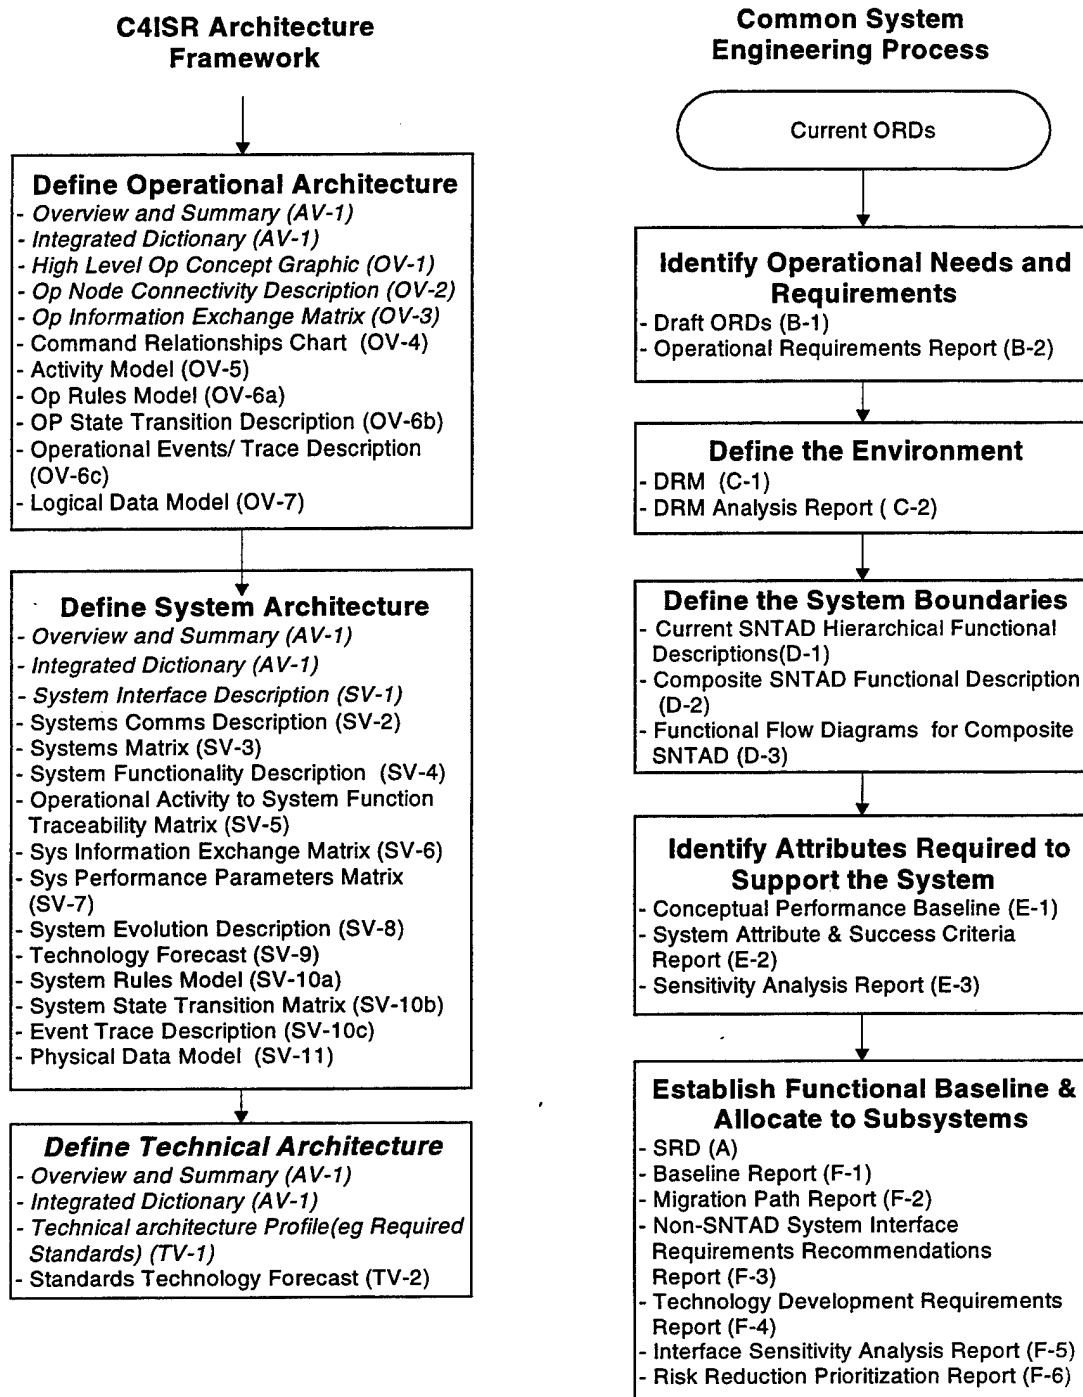 C4ISR Architecture
Framework
Define Operational Architecture
- Overview and Summary (AV-1)
- Integrated Dictionary (AV-1)
- High Level Op Concept Graphic (OV-1)
- Op Node Connectivity Description (OV-2)
- Op Information Exchange Matrix (OV-3)
- Command Relationships Chart (OV-4)
- Activity Model (OV-5)
- Op Rules Model (OV-6a)
- OP State Transition Description (OV-6b)
- Operational Events/ Trace Description
(OV-6c)
- Logical Data Model (OV-7)
Define System Architecture
- Overview and Summary (AV-1)
- Integrated Dictionary (AV-1)
- System Interface Description (SV-1)
- Systems Comms Description (SV-2)
- Systems Matrix (SV-3)
- System Functionality Description (SV-4)
- Operational Activity to System Function
Traceability Matrix (SV-5)
- Sys Information Exchange Matrix (SV-6)
- Sys Performance Parameters Matrix
(SV-7)
- System Evolution Description (SV-8)
- Technology Forecast (SV-9)
- System Rules Model (SV-10a)
- System State Transition Matrix (SV-10b)
- Event Trace Description (SV-10c)
- Physical Data Model (SV-11)
Define Technical Architecture
- Overview and Summary (AV-1)
- Integrated Dictionary (AV-1)
- Technical architecture Profile(eg Required
Standards) (TV-1)
- Standards Technology Forecast (TV-2)
Common System
Engineering Process
Current ORDs
Identify Operational Needs and
Requirements
- Draft ORDs (B-1)
- Operational Requirements Report (B-2)
Define the Environment
- DRM (C-1)
- DRM Analysis Report ( C-2)
Define the System Boundaries
- Current SNTAD Hierarchical Functional
Descriptions(D-1)
- Composite SNTAD Functional Description
(D-2)
- Functional Flow Diagrams for Composite
SNTAD (D-3)
Identify Attributes Required to
Support the System
- Conceptual Performance Baseline (E-1)
- System Attribute & Success Criteria
Report (E-2)
- Sensitivity Analysis Report (E-3)
Establish Functional Baseline &
Allocate to Subsystems
- SRD (A)
- Baseline Report (F-1)
- Migration Path Report (F-2)
- Non-SNTAD System Interface
Requirements Recommendations
Report (F-3)
- Technology Development Requirements
Report (F-4)
- Interface Sensitivity Analysis Report (F-5)
- Risk Reduction Prioritization Report (F-6)